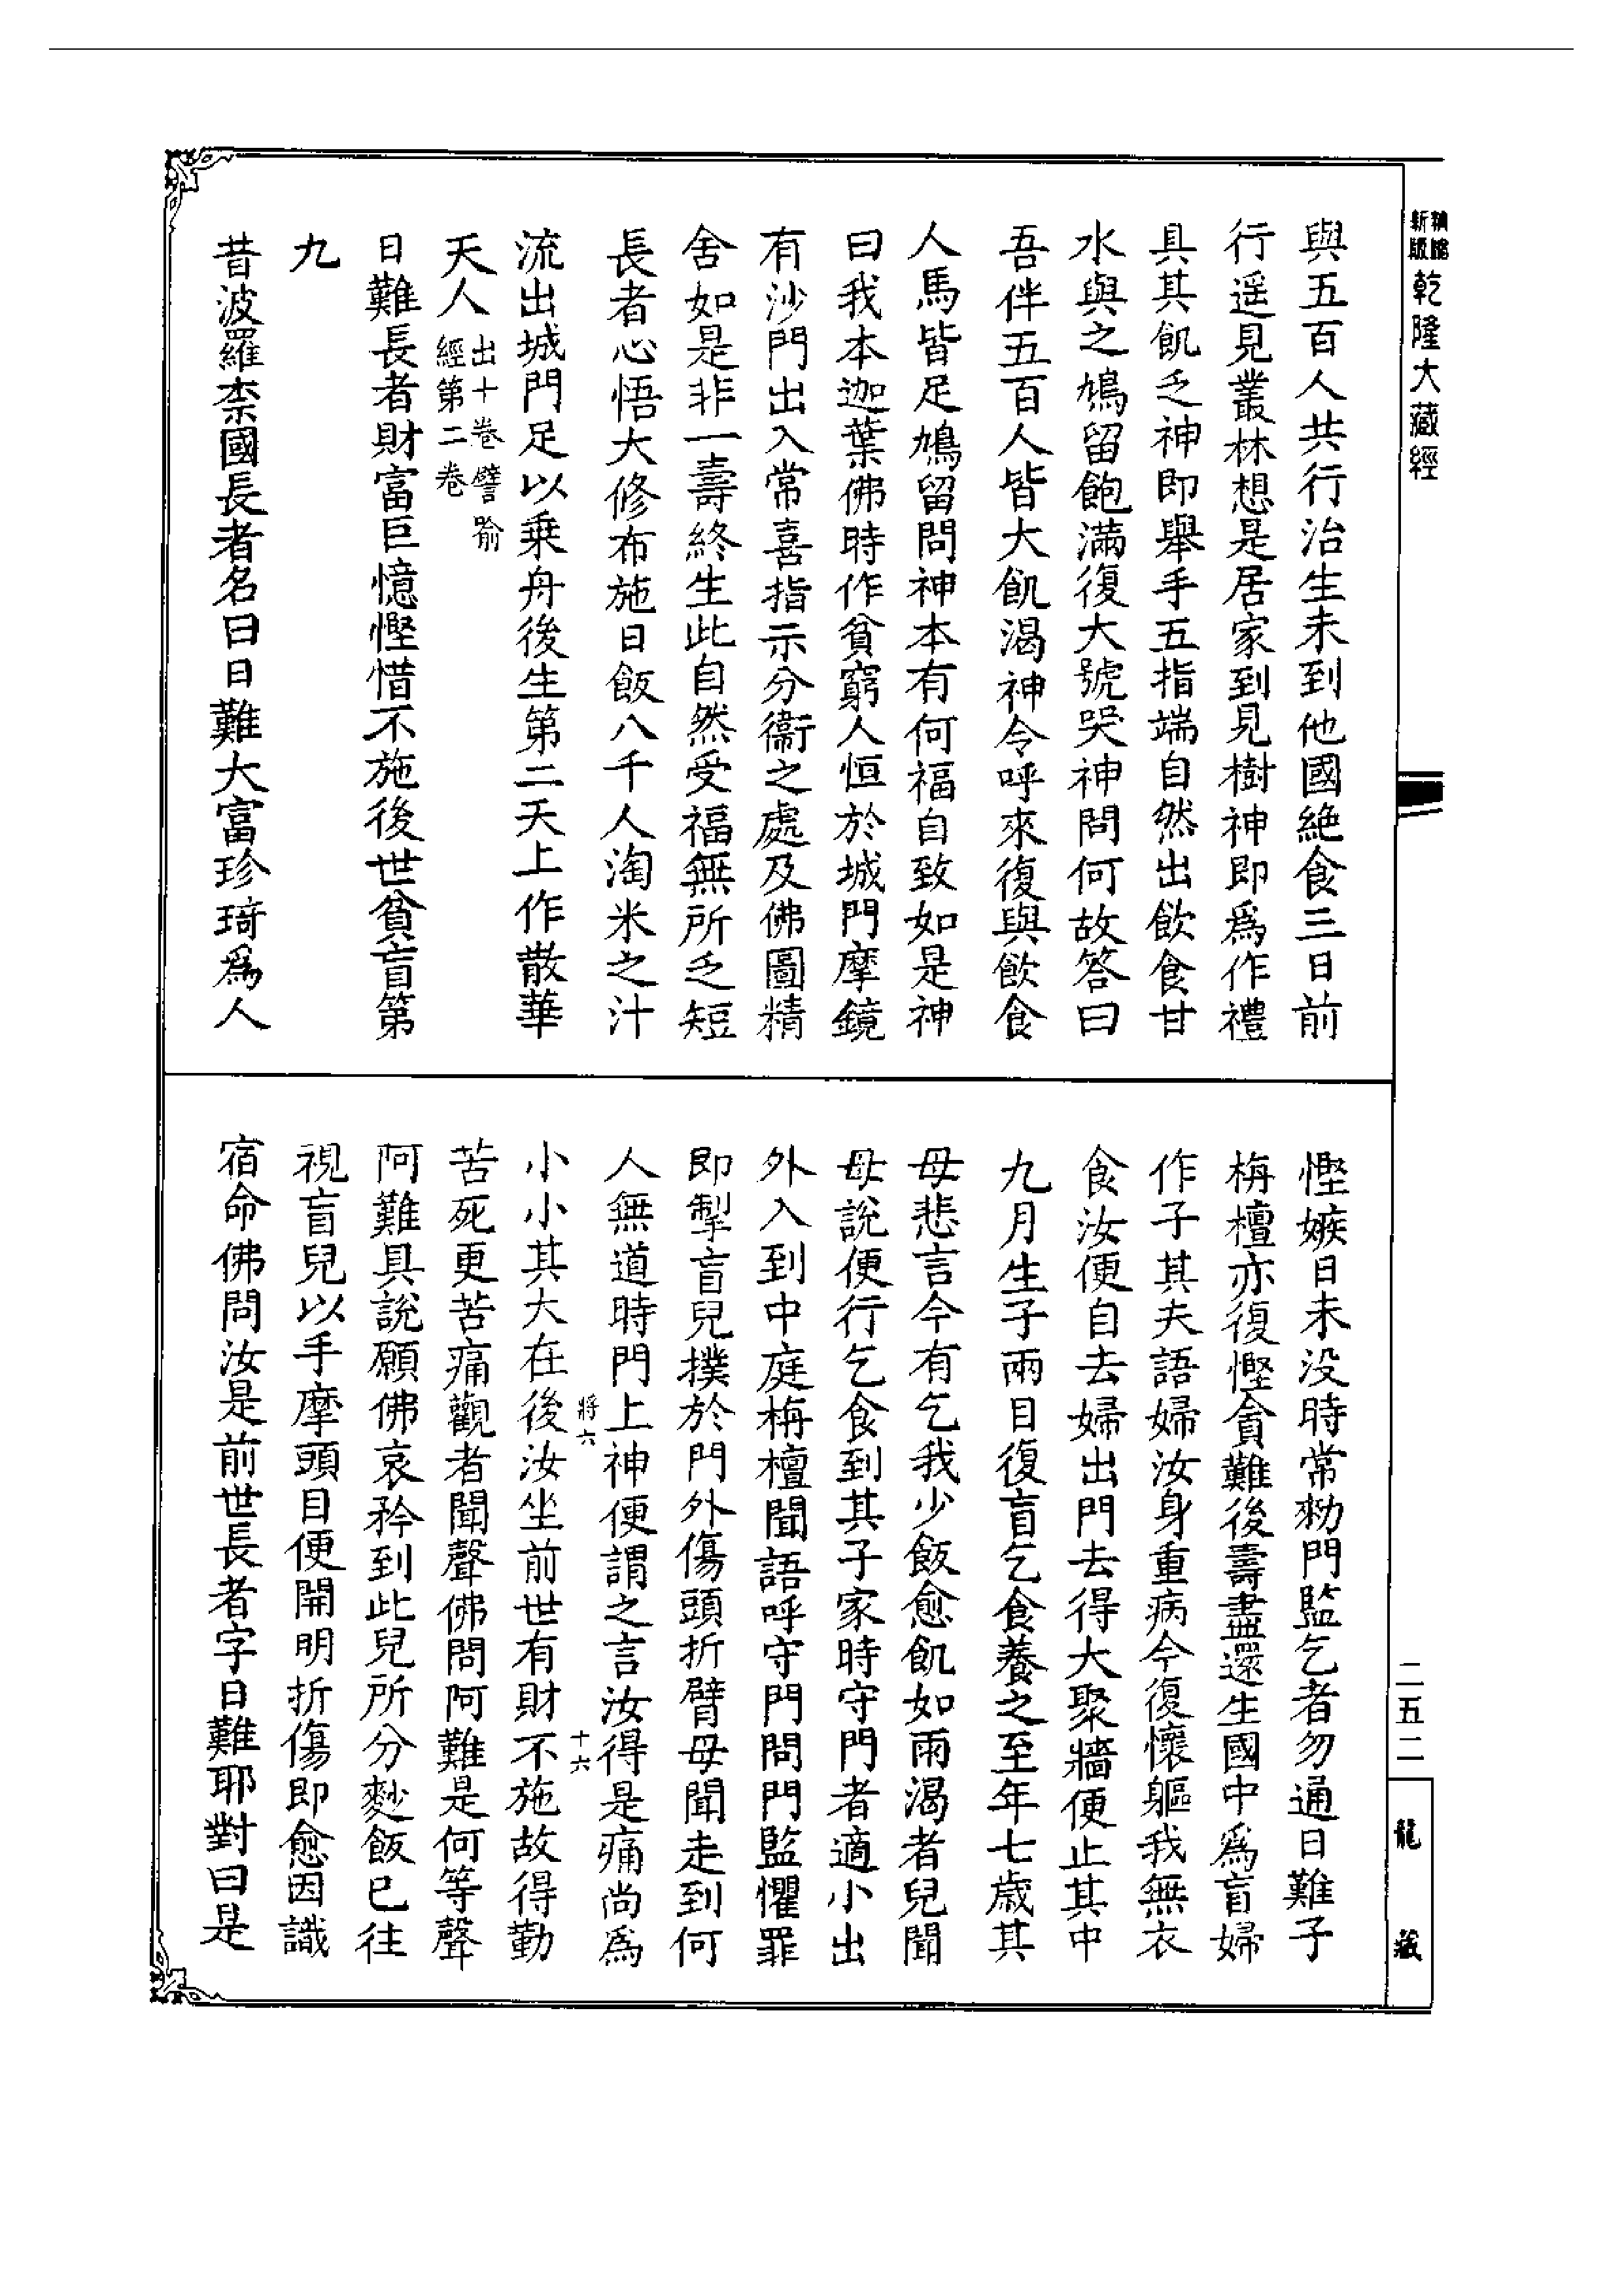 新版
精縮
乾隆大藏經
與五百人共行治生未到他國絶食三日前
行遥見叢林想是居家到見樹神即爲作禮
具其飢乏神即舉手五指端自然出飲食甘
水與之鳩留飽滿復大號哭神問何故答曰
吾伴五百人皆大飢渴神令呼來復與飲食
人馬皆足鳩留問神本有何福自致如是神
曰我本迦葉佛時作貧窮人恒於城門摩鏡
有沙門出入常喜指示分衞之處及佛圖精
舍如是非一壽終生此自然受福無所乏短
長者心悟大修布施日飯八千人淘米之汁
流出城門足以乗舟後生第二天上作散華
天人
出十卷譬喻
經第二卷
日難長者財富巨憶慳惜不施後世貧盲第
九
昔波羅柰國長者名曰日難大富珍琦爲人
慳嫉日未没時常勑門監乞者勿通日難子
栴檀亦復慳貪難後壽盡還生國中爲盲婦
作子其夫語婦汝身重病今復懷軀我無衣
食汝便自去婦出門去得大聚牆便止其中
九月生子兩目復盲乞食養之至年七歲其
母悲言今有乞我少飯愈飢如雨渴者兒聞
母說便行乞食到其子家時守門者適小出
外入到中庭栴檀聞語呼守門問門監懼罪
即掣盲兒撲於門外傷頭折臂母聞走到何
人無道時門上神便謂之言汝得是痛尚爲
將六
十六
小小其大在後汝坐前世有財不施故得勤
苦死更苦痛觀者聞聲佛問阿難是何等聲
阿難具說願佛哀矜到此兒所分麨飯已往
視盲兒以手摩頭目便開明折傷即愈因識
宿命佛問汝是前世長者字日難耶對曰是
二五二
龍藏